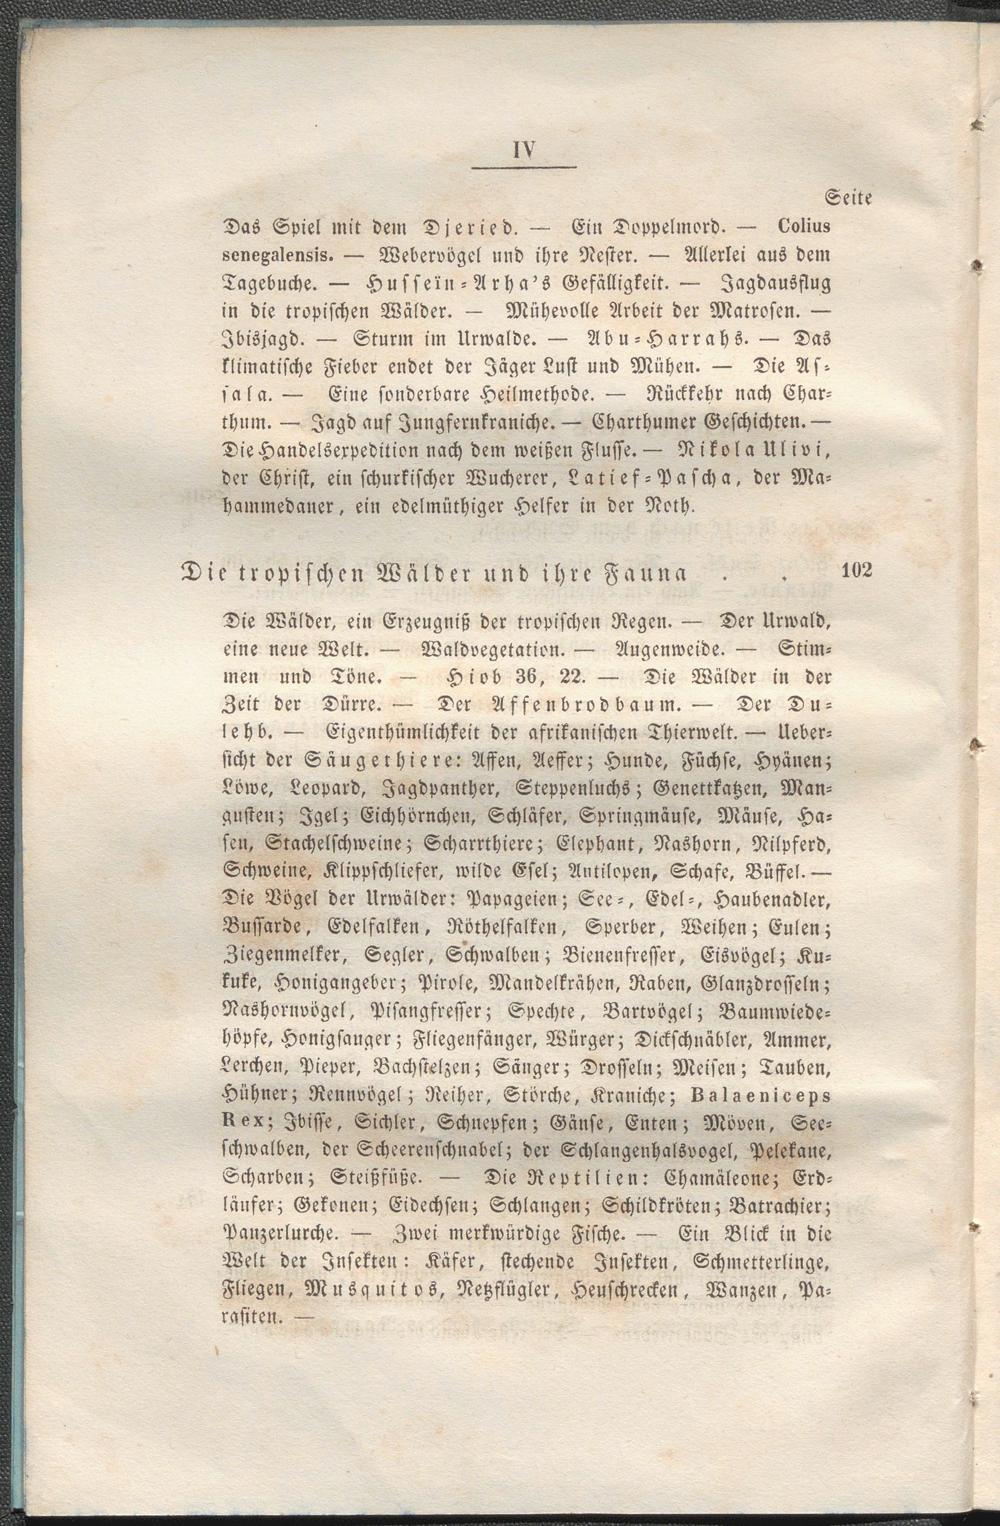 IV
Seite
Das Spiel mit dem Djeried. — Ein Doppelmord. — Colius
senegalensis. — Webervögel und ihre Nester. — Allerlei aus dem
Tagebuche. — Husseïn-Arha's Gefälligkeit. — Jagdausflug
in die tropischen Wälder. — Mühevolle Arbeit der Matrosen. —
Ibisjagd. — Sturm im Urwalde. — Abu-Harrahs. — Das
klimatische Fieber endet der Jäger Lust und Mühen. — Die As-
sala. — Eine sonderbare Heilmethode. — Rückkehr nach Char-
thum. — Jagd auf Jungfernkraniche. — Charthumer Geschichten. —
Die Handelsexpedition nach dem weißen Flusse. — Nikola Ulivi,
der Christ, ein schurkischer Wucherer, Latief-Pascha, der Ma-
hammedaner, ein edelmüthiger Helfer in der Noth.
Die tropischen Wälder und ihre Fauna . . 102
Die Wälder, ein Erzeugniß der tropischen Regen. — Der Urwald,
eine neue Welt. — Waldvegetation. — Augenweide. — Stim-
men und Töne. — Hiob 36, 22. — Die Wälder in der
Zeit der Dürre. — Der Affenbrodbaum. — Der Du-
lehb. — Eigenthümlichkeit der afrikanischen Thierwelt. — Ueber-
sicht der Säugethiere: Affen, Aeffer; Hunde, Füchse, Hyänen;
Löwe, Leopard, Jagdpanther, Steppenluchs; Genettkatzen, Man-
gusten; Igel; Eichhörnchen, Schläfer, Springmäuse, Mäuse, Ha-
sen, Stachelschweine; Scharrthiere; Elephant, Nashorn, Nilpferd,
Schweine, Klippschliefer, wilde Esel; Antilopen, Schafe, Büffel. —
Die Vögel der Urwälder: Papageien; See-, Edel-, Haubenadler,
Bussarde, Edelfalken, Röthelfalken, Sperber, Weihen; Eulen;
Ziegenmelker, Segler, Schwalben; Bienenfresser, Eisvögel; Ku-
kuke, Honigangeber; Pirole, Mandelkrähen, Raben, Glanzdrosseln;
Nashornvögel, Pisangfresser; Spechte, Bartvögel; Baumwiede-
höpfe, Honigsauger; Fliegenfänger, Würger; Dickschnäbler, Ammer,
Lerchen, Pieper, Bachstelzen; Sänger; Drosseln; Meisen; Tauben,
Hühner; Rennvögel; Reiher, Störche, Kraniche; Balaeniceps
Rex; Ibisse, Sichler, Schnepfen; Gänse, Enten; Möven, See-
schwalben, der Scheerenschnabel; der Schlangenhalsvogel, Pelekane,
Scharben; Steißfüße. — Die Reptilien: Chamäleone; Erd-
läufer; Gekonen; Eidechsen; Schlangen; Schildkröten; Batrachier;
Panzerlurche. — Zwei merkwürdige Fische. — Ein Blick in die
Welt der Insekten: Käfer, stechende Insekten, Schmetterlinge,
Fliegen, Musquitos, Netzflügler, Heuschrecken, Wanzen, Pa-
rasiten. —